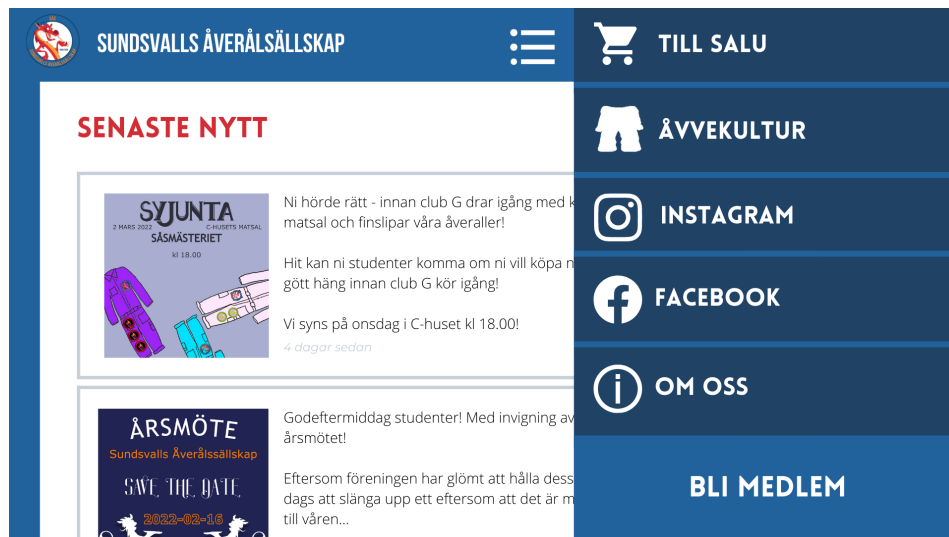 SUNDSVALLS ÅVERÅLSÄLLSKAP
SENASTE NYTT
SYJUNTA
2 MARS 2022 C-HUSETS MATSAL
SÅSMÄSTERIET
kl 18.00
Ni hörde rätt - innan club G drar igång med k
matsal och finslipar våra åveraller!
Hit kan ni studenter komma om ni vill köpa n
gött häng innan club G kör igång!
Vi syns på onsdag i C-huset kl 18.00!
4 dagar sedan
ÅRSMÖTE
Sundsvalls Åverålssällskap
SAVE THE DATE
2022-02-16
Godeftermiddag studenter! Med invigning av
årsmötet!
Eftersom föreningen har glömt att hålla dess
dags att slänga upp ett eftersom att det är m
till våren...
TILL SALU
ÅVVEKULTUR
INSTAGRAM
FACEBOOK
OM OSS
BLI MEDLEM